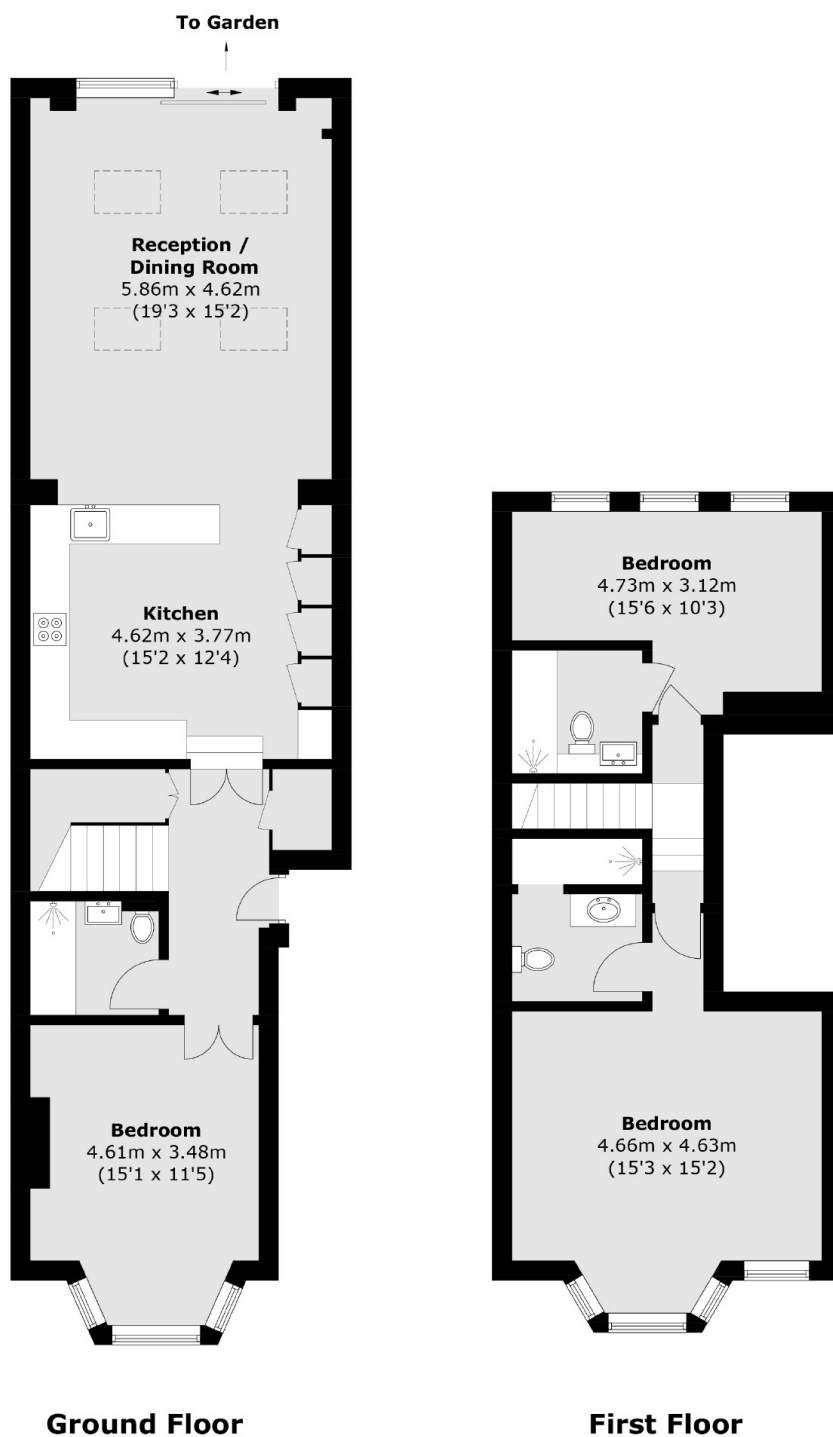 To Garden
Reception /
Dining Room
5.86m x 4.62m
(19'3 x 15'2)
Kitchen
4.62m x 3.77m
(15'2 x 12'4)
Bedroom
4.61m x 3.48m
(15'1 x 11'5)
Ground Floor
Bedroom
4.73m x 3.12m
(15'6 x 10'3)
Bedroom
4.66m x 4.63m
(15'3 x 15'2)
First Floor